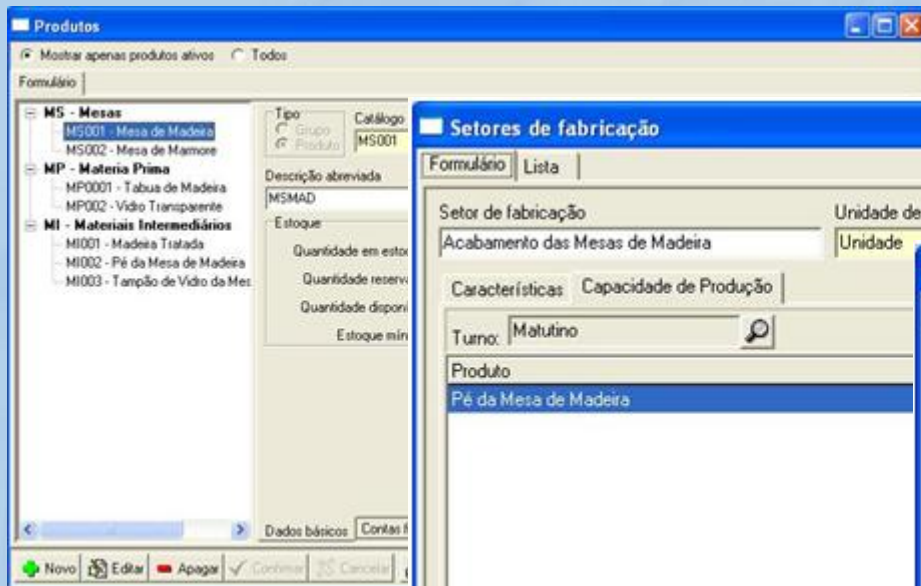 Produtos
Mostrar apenas produtos ativos Todos
Formulário
MS - Mesas
MS001 - Mesa de Madeira
MS002 - Mesa de Marmore
MP - Materia Prima
MP0001 - Tabua de Madeira
MP002 - Vidro Transparente
MI - Materiais Intermediários
MI001 - Madeira Tratada
MI002 - Pé da Mesa de Madeira
MI003 - Tampão de Vidro da Mes
Tipo
Grupo
Produto
Catálogo
MS001
Descrição abreviada
MSMAD
Estoque
Quantidade em esto
Quantidade reserv
Quantidade disponí
Estoque mín
Dados básicos Contas f
Novo Editar Apagar Confirmar Cancelar
Setores de fabricação
Formulário Lista
Setor de fabricação Unidade de
Acabamento das Mesas de Madeira Unidade
Características Capacidade de Produção
Turno: Matutino
Produto
Pé da Mesa de Madeira